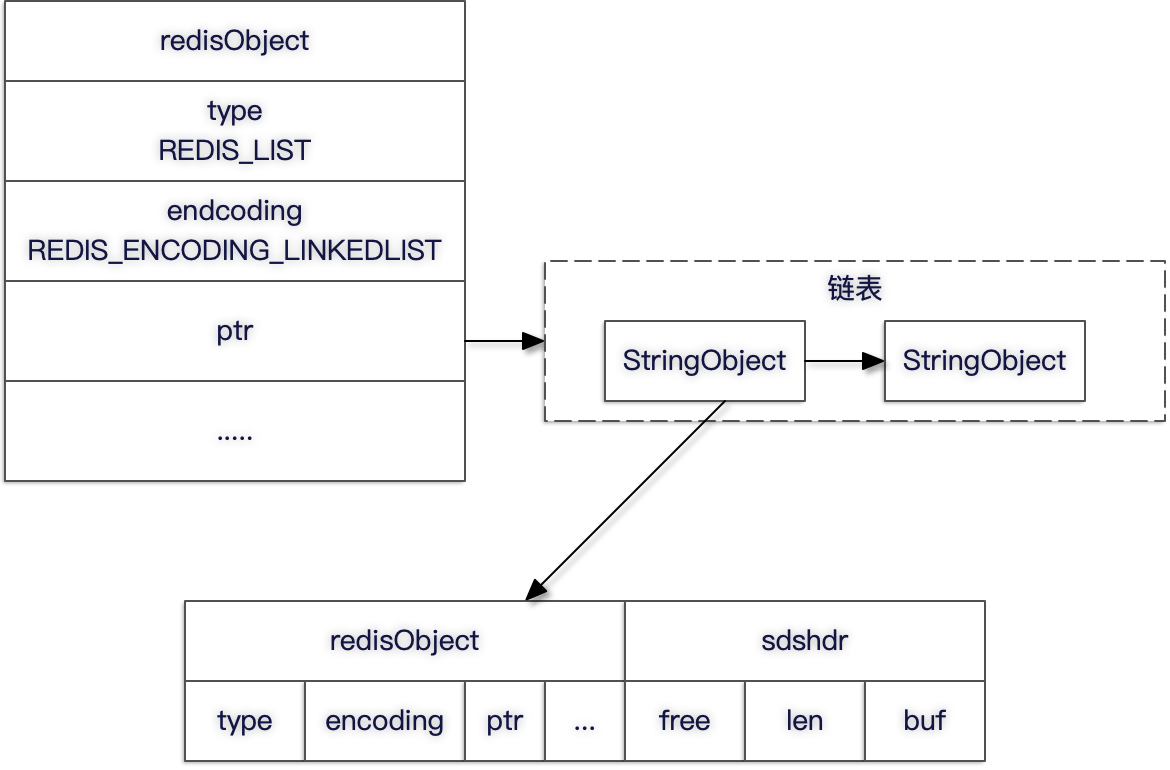 redisObject
type
REDIS_LIST
endcoding
REDIS_ENCODING_LINKEDLIST
ptr
.....
链表
StringObject
StringObject
redisObject
sdshdr
type
encoding
ptr
...
free
len
buf